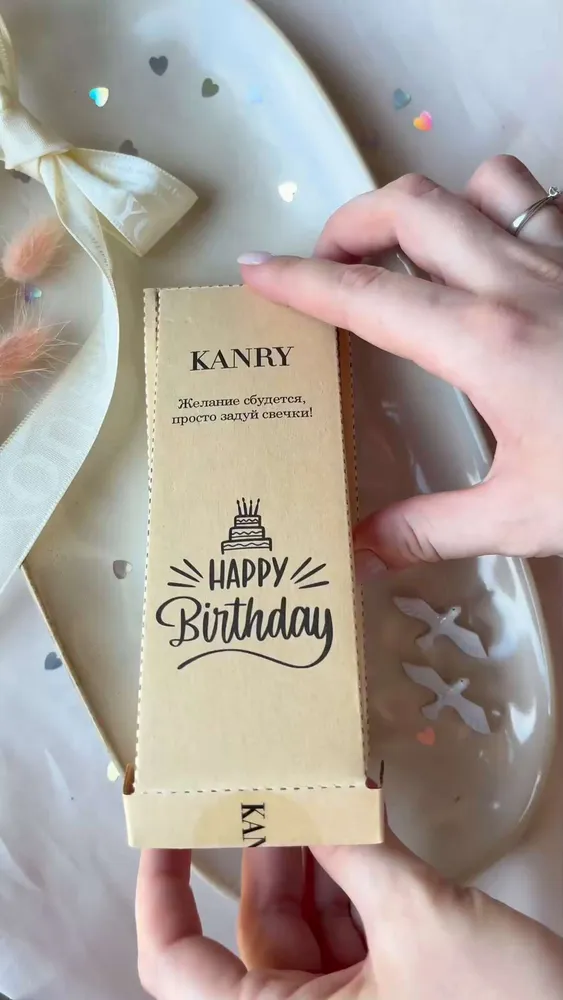 KANRY
Желание сбудется,
просто задуй свечки!
HAPPY
Birthday
KAN